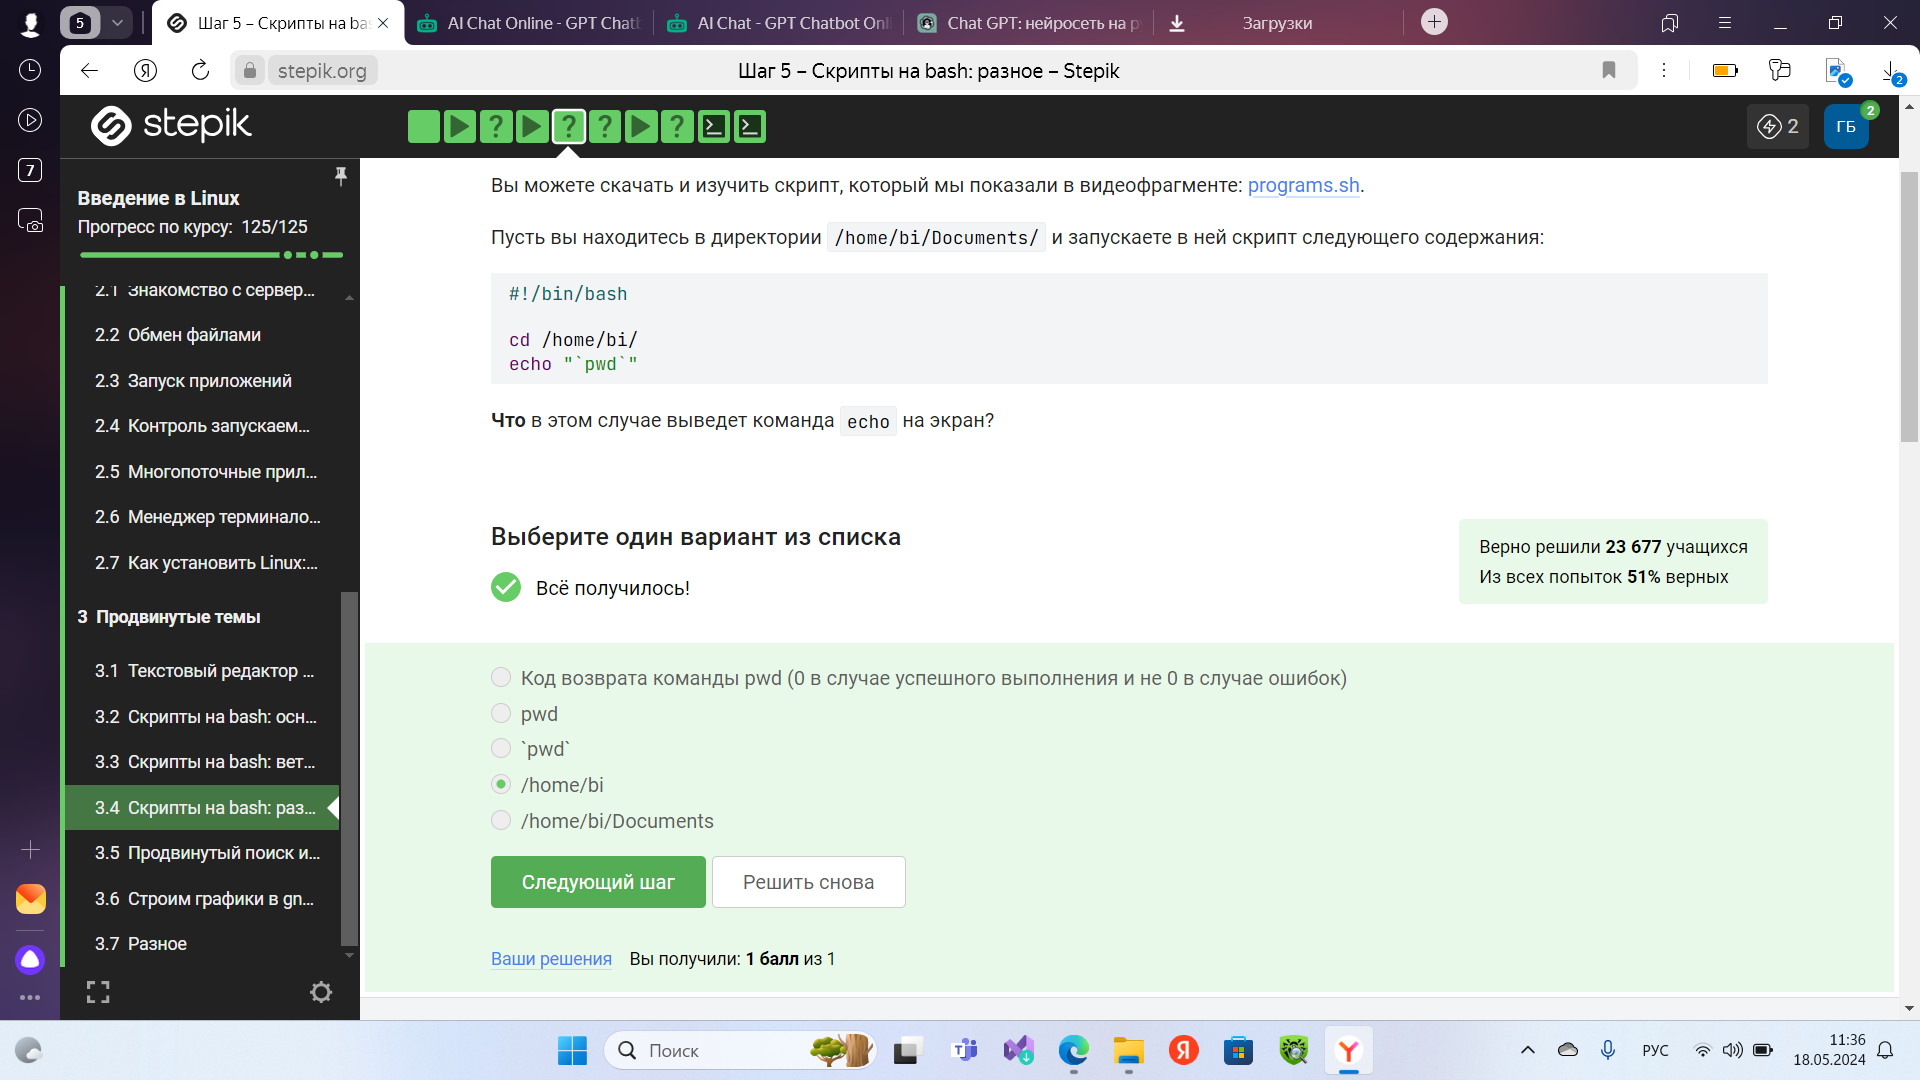 5
Шаг 5 – Скрипты на ba
AI Chat Online - GPT Chatb
AI Chat - GPT Chatbot Onli
Chat GPT: нейросеть на р
Загрузки
stepik.org
Шаг 5 – Скрипты на bash: разное – Stepik
2
7
stepik
2
ГБ
2
Введение в Linux
Прогресс по курсу: 125/125
2.1 Знакомство с сервер...
2.2 Обмен файлами
2.3 Запуск приложений
2.4 Контроль запускаем...
2.5 Многопоточные прил...
2.6 Менеджер терминало...
2.7 Как установить Linux:...
3 Продвинутые темы
3.1 Текстовый редактор ...
3.2 Скрипты на bash: осн...
3.3 Скрипты на bash: вет...
3.4 Скрипты на bash: раз...
3.5 Продвинутый поиск и...
3.6 Строим графики в gn...
3.7 Разное
Вы можете скачать и изучить скрипт, который мы показали в видеофрагменте: programs.sh.
Пусть вы находитесь в директории /home/bi/Documents/ и запускаете в ней скрипт следующего содержания:
#!/bin/bash
cd /home/bi/
echo "`pwd`"
Что в этом случае выведет команда echo на экран?
Выберите один вариант из списка
Всё получилось!
Верно решили 23 677 учащихся
Из всех попыток 51% верных
Код возврата команды pwd (0 в случае успешного выполнения и не 0 в случае ошибок)
pwd
`pwd`
/home/bi
/home/bi/Documents
Следующий шаг
Решить снова
Ваши решения Вы получили: 1 балл из 1
Поиск
РУС
11:36
18.05.2024